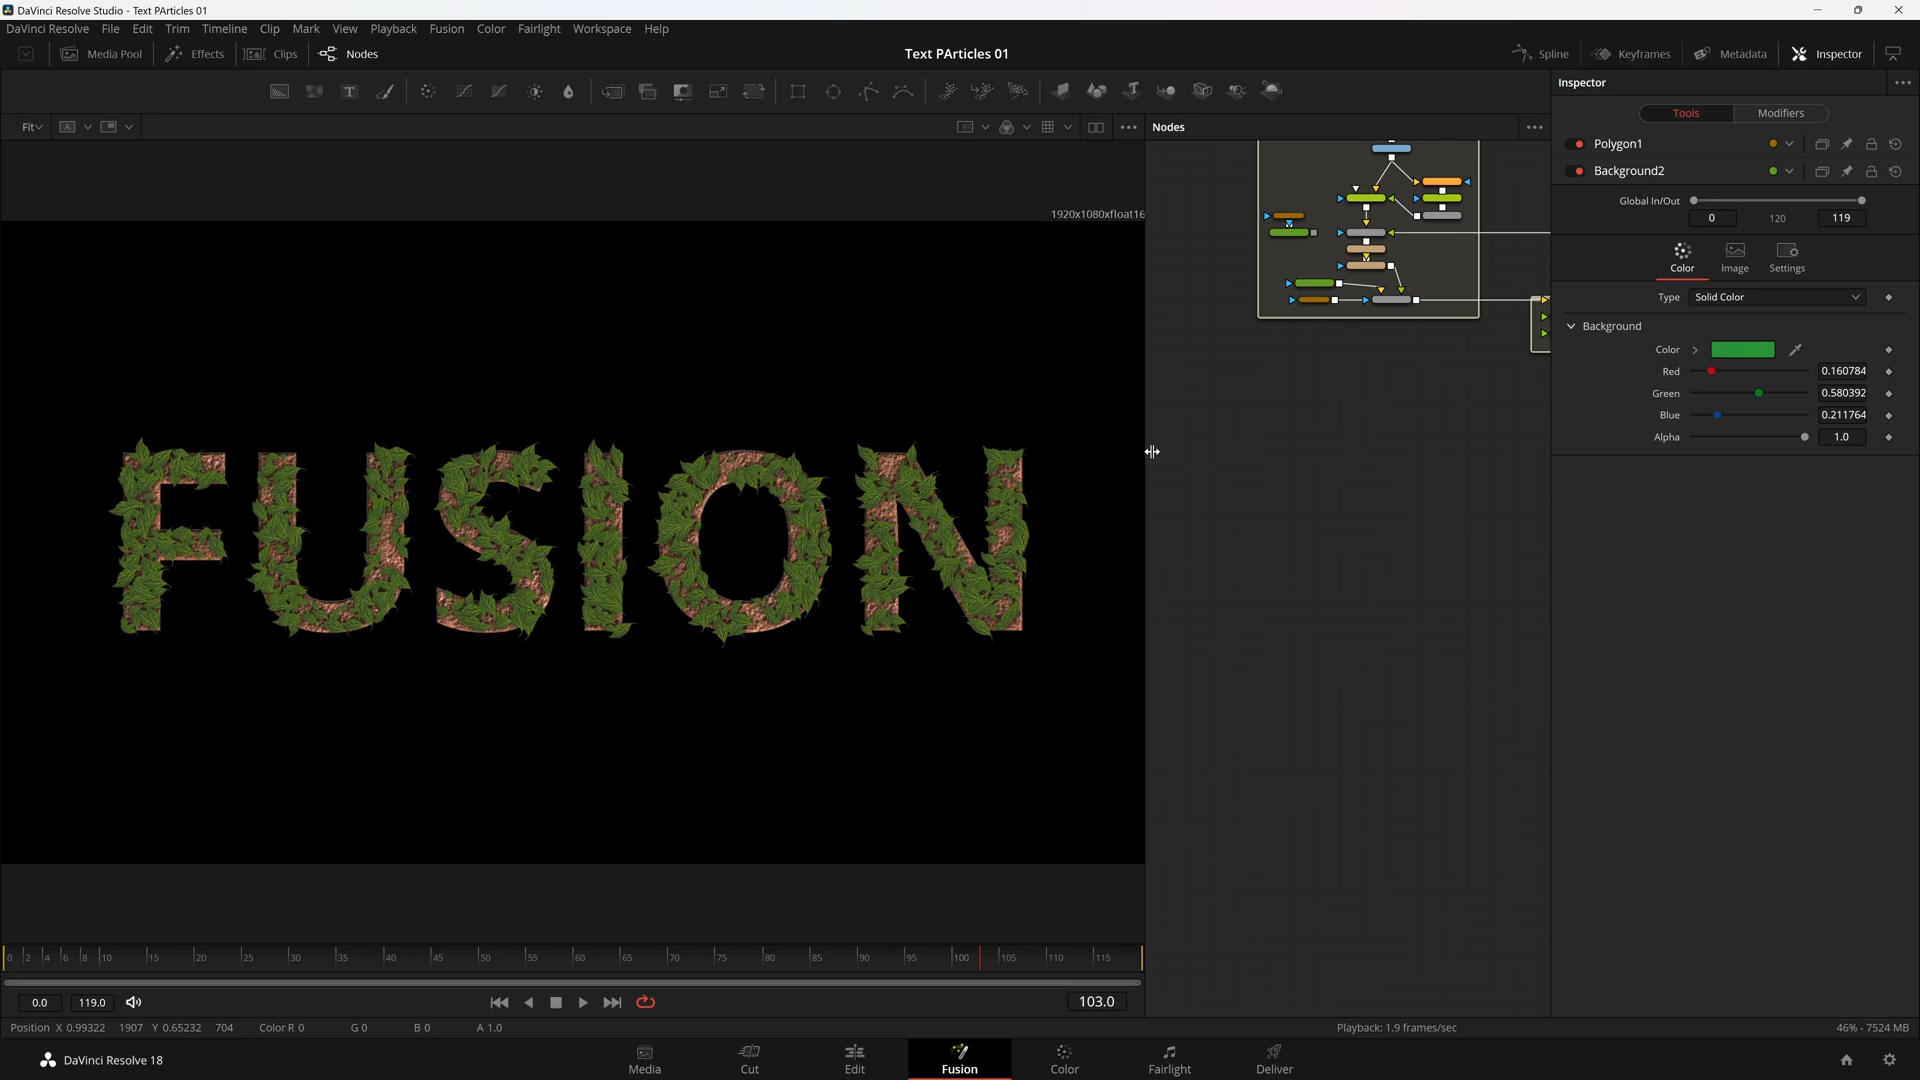 DaVinci Resolve Studio - Text PArticles 01
DaVinci Resolve File Edit Trim Timeline Clip Mark View Playback Fusion Color Fairlight Workspace Help
Media Pool Effects Clips Nodes Text PArticles 01 Spline Keyframes Metadata Inspector
Inspector
T
Tools Modifiers
Fit A Nodes
Polygon1
Background2
Global In/Out
0 120 119
1920x1080xfloat16
Color Image Settings
Type Solid Color
Background
Color
Red 0.160784
Green 0.580392
Blue 0.211764
Alpha 1.0
FUSION
0 2 4 6 8 10 15 20 25 30 35 40 45 50 55 60 65 70 75 80 85 90 95 100 105 110 115
0.0 119.0 103.0
Position X 0.99322 1907 Y 0.65232 704 Color R 0 G 0 B 0 A 1.0 Playback: 1.9 frames/sec 46% - 7524 MB
DaVinci Resolve 18 Media Cut Edit Fusion Color Fairlight Deliver